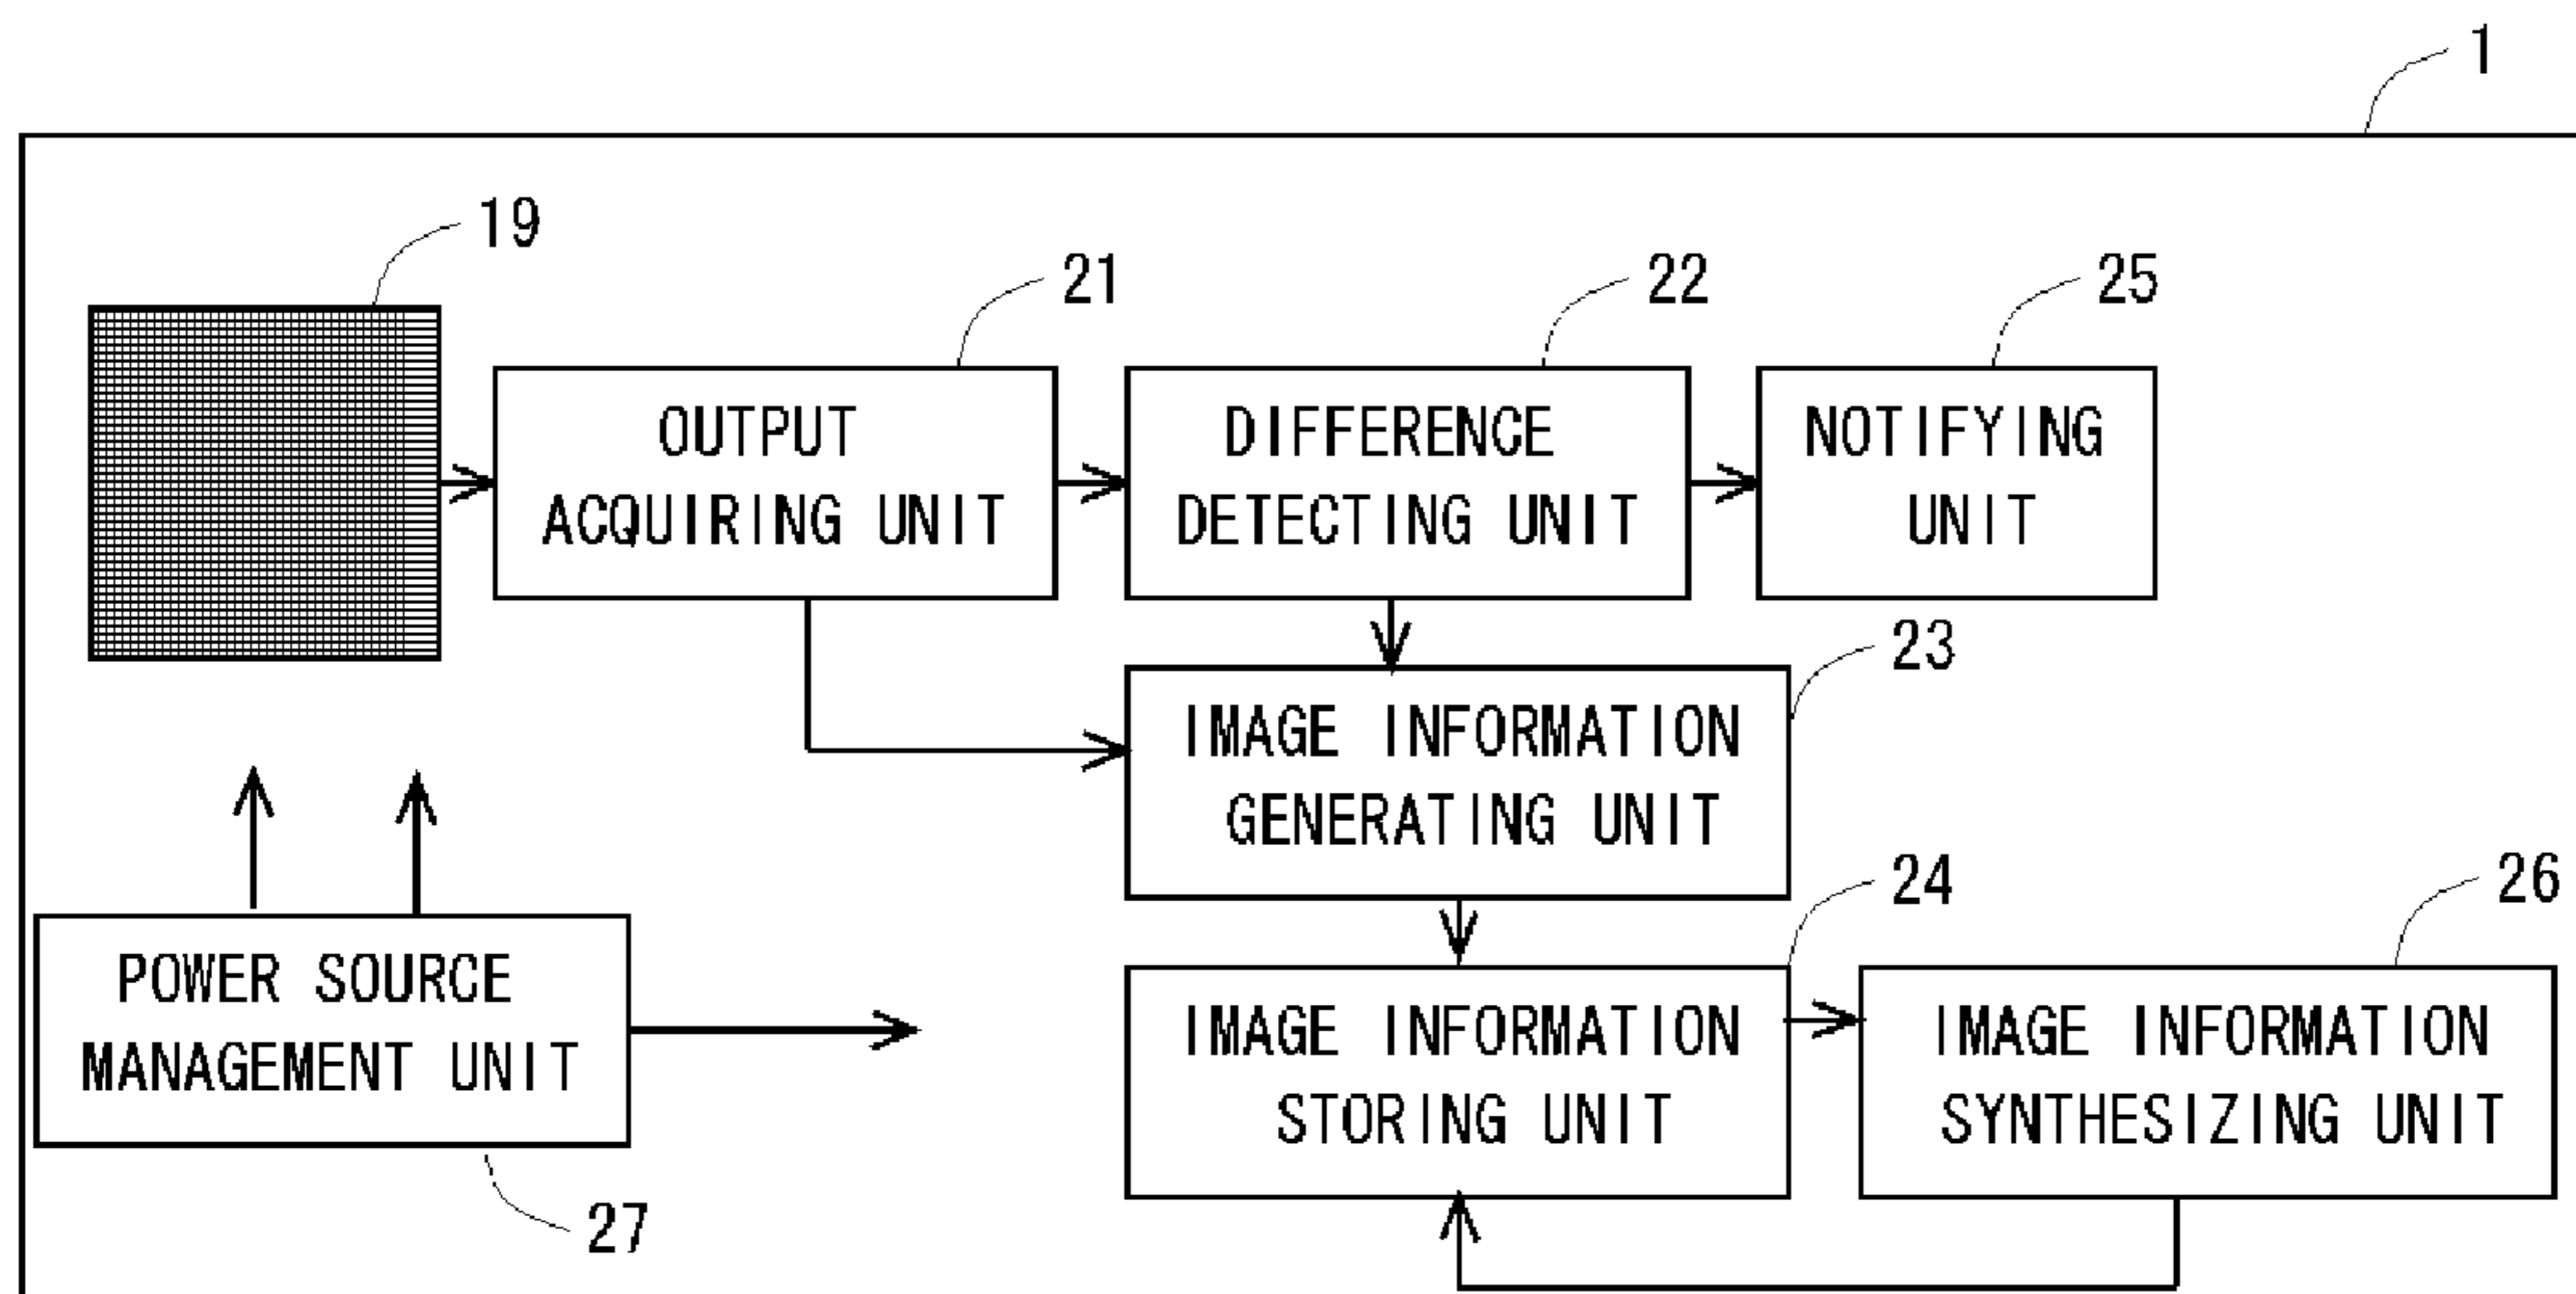 1
19
21
22
25
OUTPUT
ACQUIRING UNIT
DIFFERENCE
DETECTING UNIT
NOTIFYING
UNIT
23
IMAGE INFORMATION
GENERATING UNIT
24
26
POWER SOURCE
MANAGEMENT UNIT
IMAGE INFORMATION
STORING UNIT
IMAGE INFORMATION
SYNTHESIZING UNIT
27